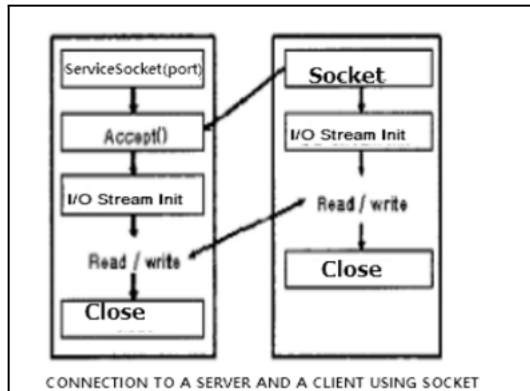 ServiceSocket(port)
Accept()
I/O Stream Init
Read / write
Close
Socket
I/O Stream Init
Read / write
Close
CONNECTION TO A SERVER AND A CLIENT USING SOCKET